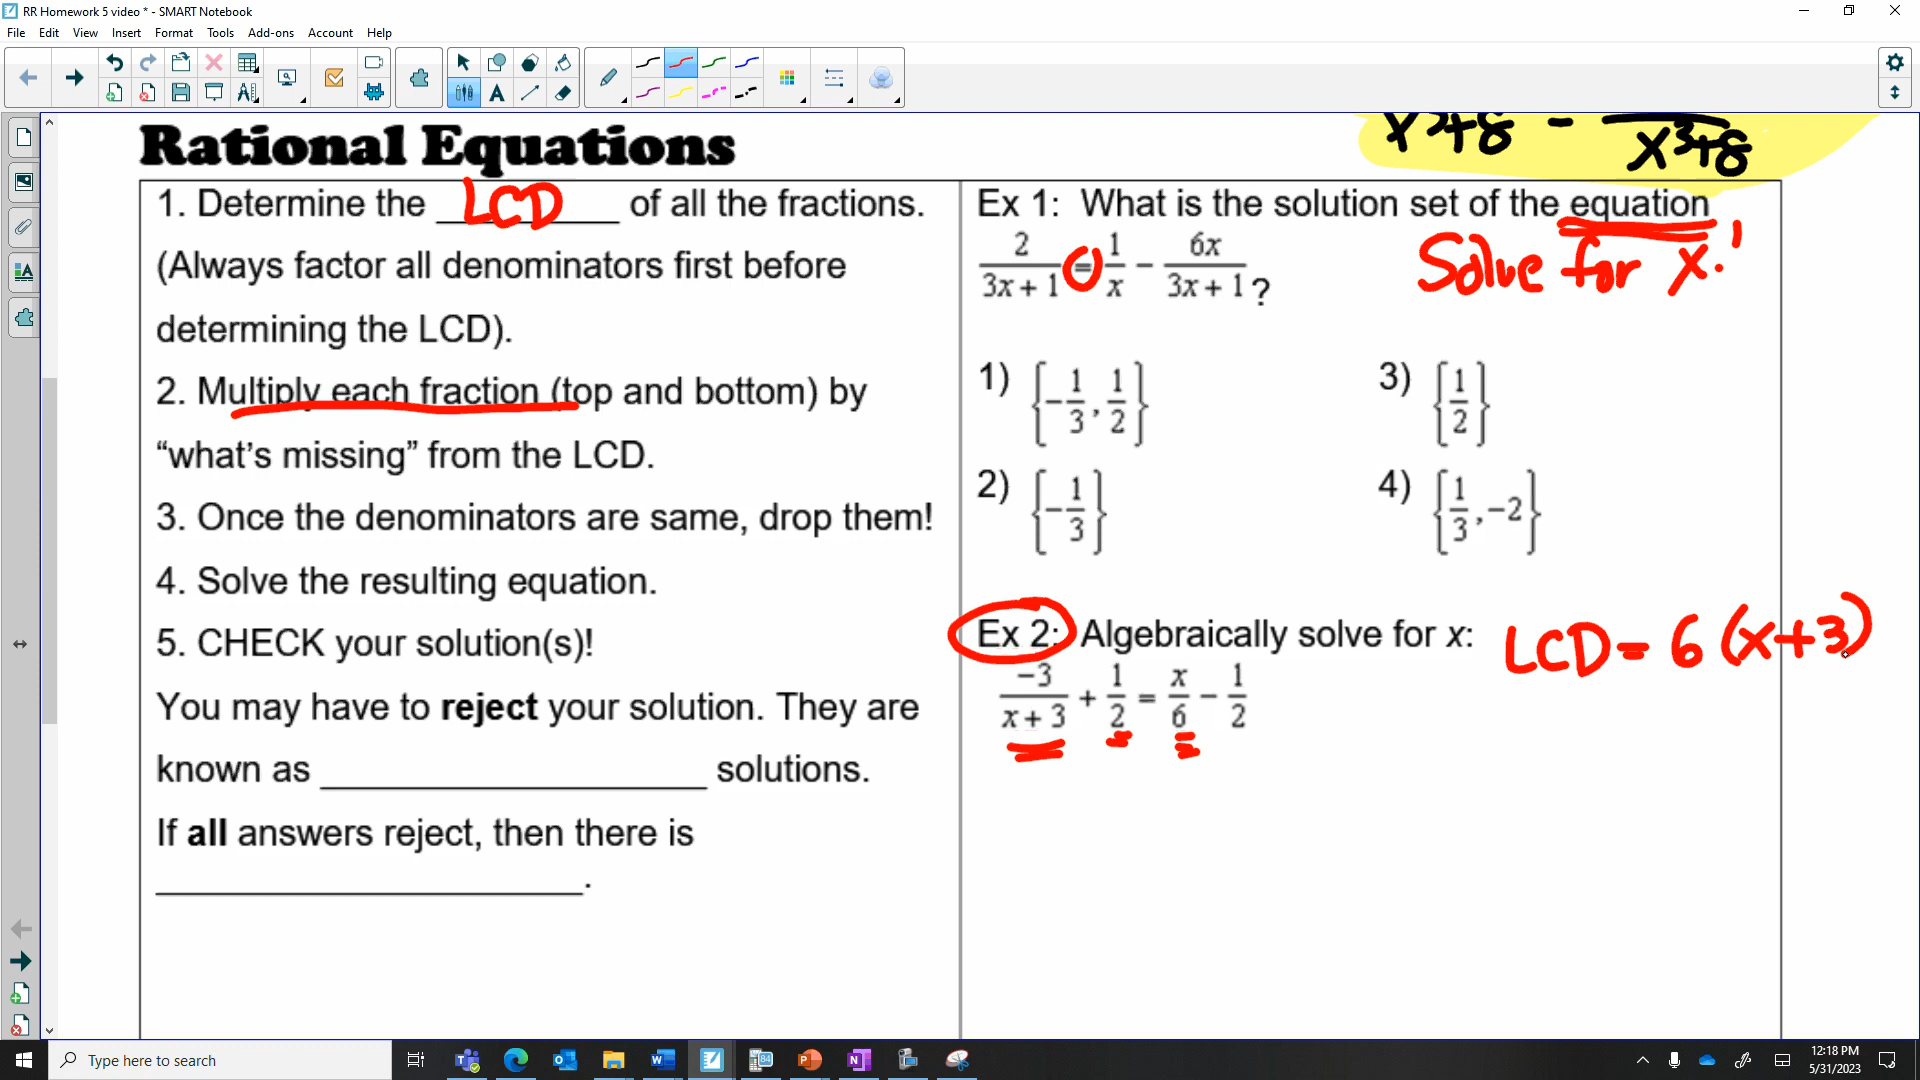 RR Homework 5 video * - SMART Notebook
File Edit View Insert Format Tools Add-ons Account Help
Rational Equations
x³+8 - x³+8
1. Determine the LCD of all the fractions.
(Always factor all denominators first before
determining the LCD).
2. Multiply each fraction (top and bottom) by
“what’s missing” from the LCD.
3. Once the denominators are same, drop them!
4. Solve the resulting equation.
5. CHECK your solution(s)!
You may have to reject your solution. They are
known as ____________ solutions.
If all answers reject, then there is
____________.
Ex 1: What is the solution set of the equation
2/(3x + 1) = 1/x - 6x/(3x + 1) ?
Solve for x!
1) {-1/3, 1/2}
3) {1/2}
2) {-1/3}
4) {1/3, -2}
Ex 2: Algebraically solve for x:
LCD = 6(x+3)
-3/(x + 3) + 1/2 = x/6 - 1/2
Type here to search
12:18 PM
5/31/2023